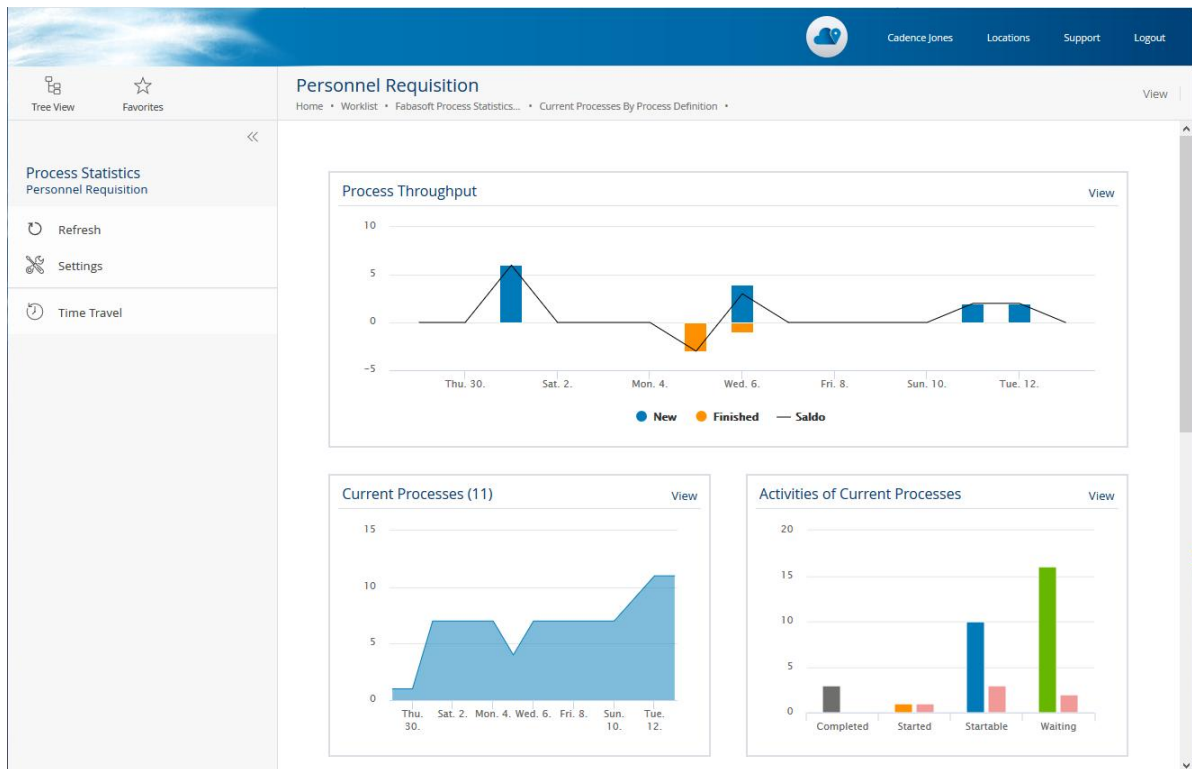 Cadence Jones Locations Support Logout
Tree View Favorites
Personnel Requisition
Home • Worklist • Fabasoft Process Statistics... • Current Processes By Process Definition •
View
Process Statistics
Personnel Requisition
Refresh
Settings
Time Travel
Process Throughput View
10
5
0
-5
Thu. 30. Sat. 2. Mon. 4. Wed. 6. Fri. 8. Sun. 10. Tue. 12.
New Finished Saldo
Current Processes (11) View
15
10
5
0
Thu. 30. Sat. 2. Mon. 4. Wed. 6. Fri. 8. Sun. 10. Tue. 12.
Activities of Current Processes View
20
15
10
5
0
Completed Started Startable Waiting